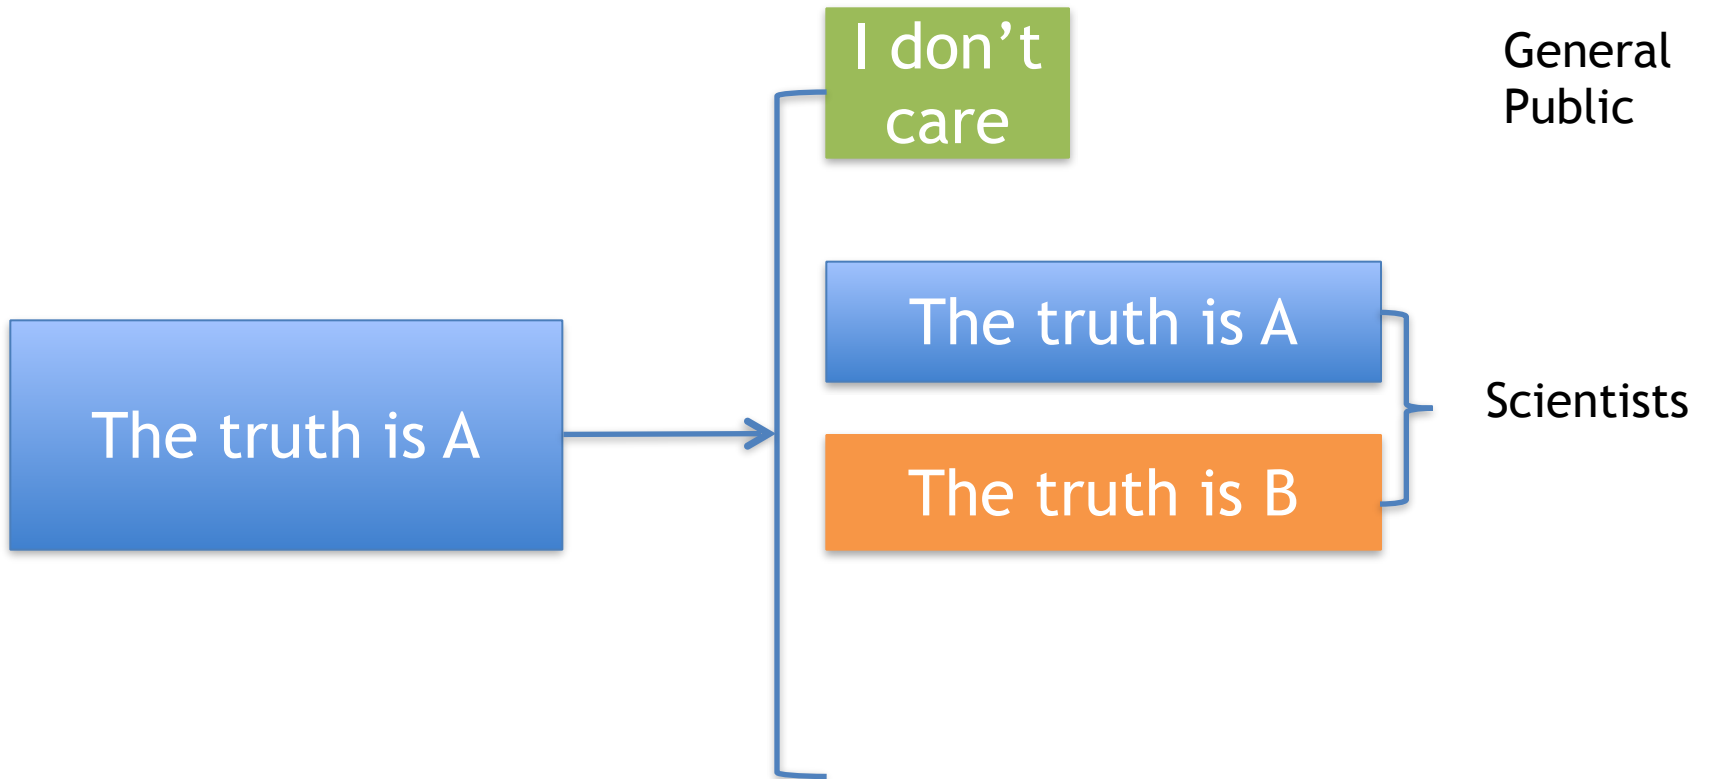 I don’t
care
General
Public
The truth is A
Scientists
The truth is A
The truth is B